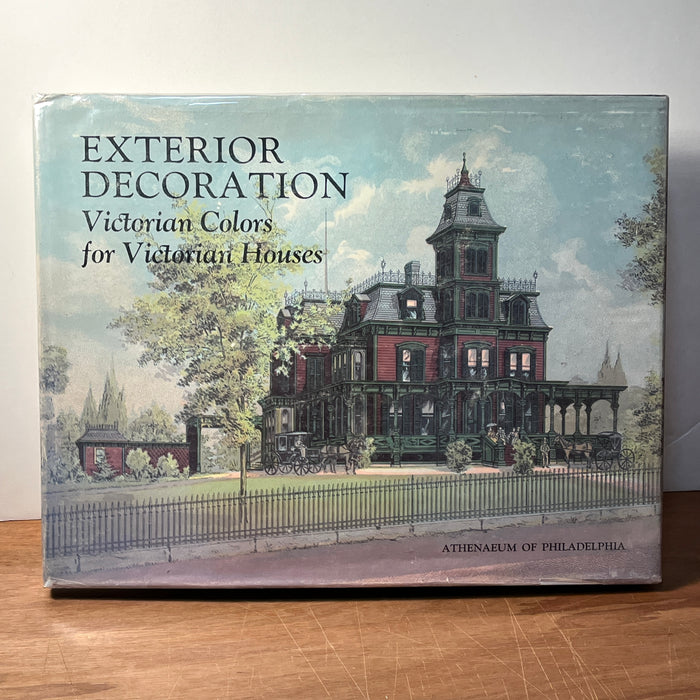 EXTERIOR
DECORATION
Victorian Colors
for Victorian Houses
ATHENAEUM OF PHILADELPHIA